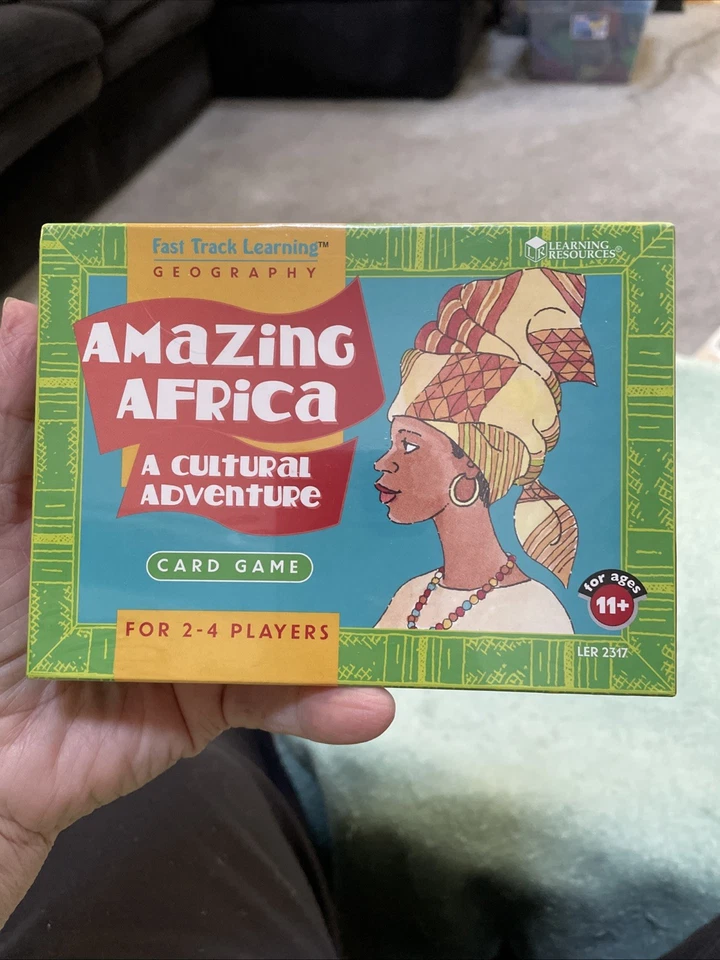 Fast Track Learning™
GEOGRAPHY
LEARNING
RESOURCES®
AMaZinG
AFRiCa
A CULTURAL
ADVENTURE
CARD GAME
FOR 2-4 PLAYERS
for ages
11+
LER 2317